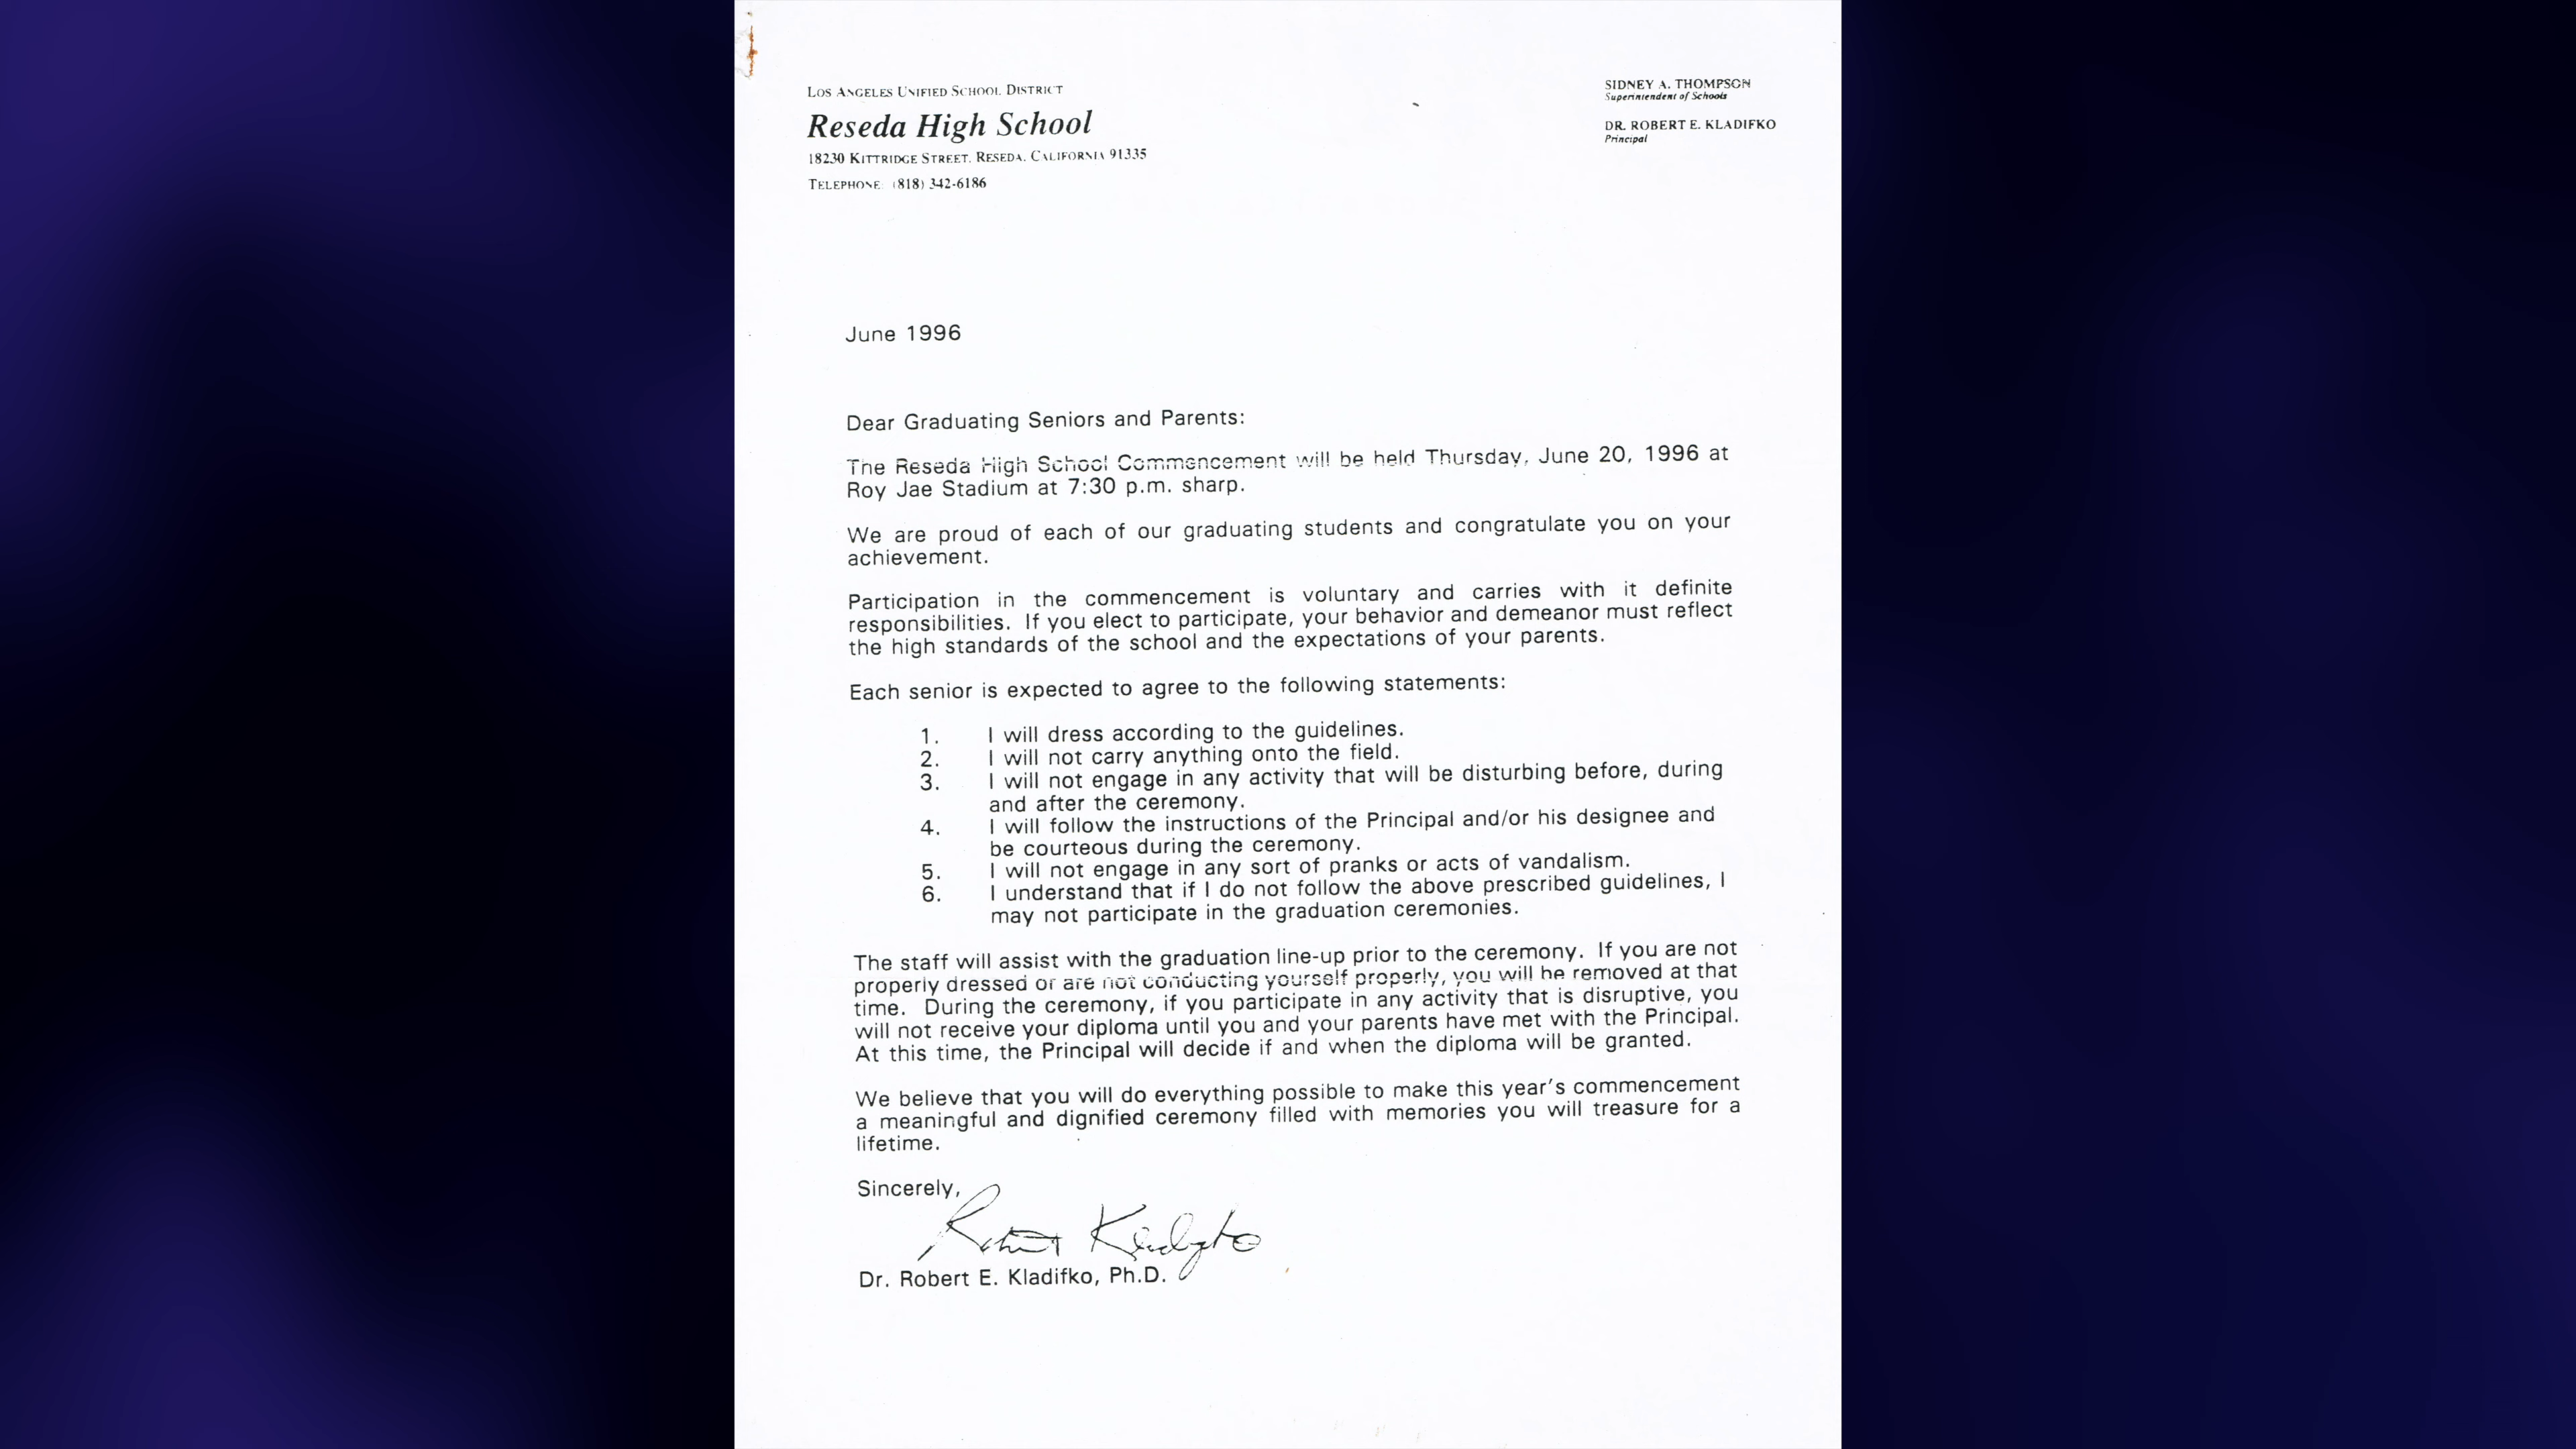 LOS ANGELES UNIFIED SCHOOL DISTRICT
Reseda High School
18230 KITTRIDGE STREET, RESEDA, CALIFORNIA 91335
TELEPHONE: (818) 342-6186
SIDNEY A. THOMPSON
Superintendent of Schools
DR. ROBERT E. KLADIFKO
Principal
June 1996
Dear Graduating Seniors and Parents:
The Reseda High School Commencement will be held Thursday, June 20, 1996 at
Roy Jae Stadium at 7:30 p.m. sharp.
We are proud of each of our graduating students and congratulate you on your
achievement.
Participation in the commencement is voluntary and carries with it definite
responsibilities. If you elect to participate, your behavior and demeanor must reflect
the high standards of the school and the expectations of your parents.
Each senior is expected to agree to the following statements:
1. I will dress according to the guidelines.
2. I will not carry anything onto the field.
3. I will not engage in any activity that will be disturbing before, during
and after the ceremony.
4. I will follow the instructions of the Principal and/or his designee and
be courteous during the ceremony.
5. I will not engage in any sort of pranks or acts of vandalism.
6. I understand that if I do not follow the above prescribed guidelines, I
may not participate in the graduation ceremonies.
The staff will assist with the graduation line-up prior to the ceremony. If you are not
properly dressed or are not conducting yourself properly, you will be removed at that
time. During the ceremony, if you participate in any activity that is disruptive, you
will not receive your diploma until you and your parents have met with the Principal.
At this time, the Principal will decide if and when the diploma will be granted.
We believe that you will do everything possible to make this year's commencement
a meaningful and dignified ceremony filled with memories you will treasure for a
lifetime.
Sincerely,
Robert Kladifko
Dr. Robert E. Kladifko, Ph.D.